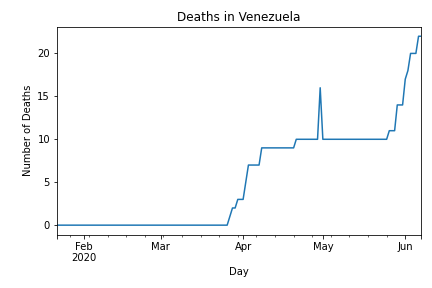 Deaths in Venezuela
Number of Deaths
20
15
10
5
0
Feb
2020
Mar
Apr
May
Jun
Day